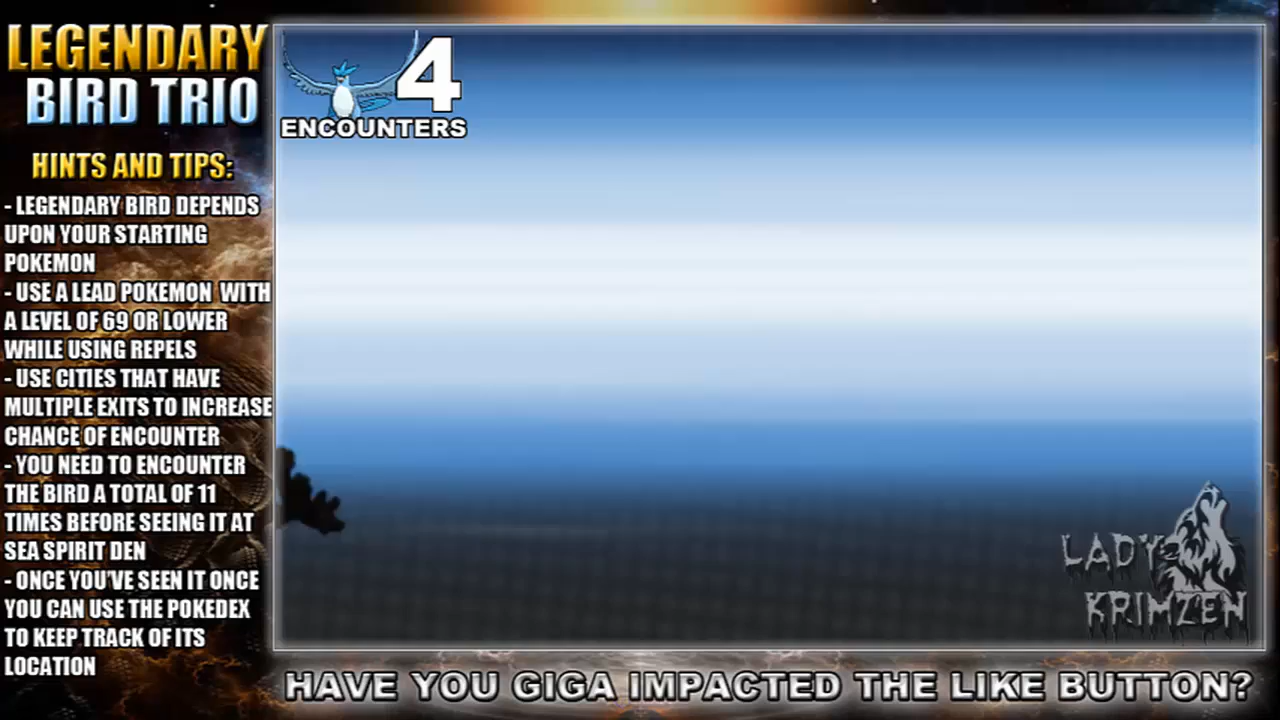 LEGENDARY
BIRD TRIO
HINTS AND TIPS:
- LEGENDARY BIRD DEPENDS
UPON YOUR STARTING
POKEMON
- USE A LEAD POKEMON WITH
A LEVEL OF 69 OR LOWER
WHILE USING REPELS
- USE CITIES THAT HAVE
MULTIPLE EXITS TO INCREASE
CHANCE OF ENCOUNTER
- YOU NEED TO ENCOUNTER
THE BIRD A TOTAL OF 11
TIMES BEFORE SEEING IT AT
SEA SPIRIT DEN
- ONCE YOU'VE SEEN IT ONCE
YOU CAN USE THE POKEDEX
TO KEEP TRACK OF ITS
LOCATION
4
ENCOUNTERS
LADY
KRIMZEN
HAVE YOU GIGA IMPACTED THE LIKE BUTTON?